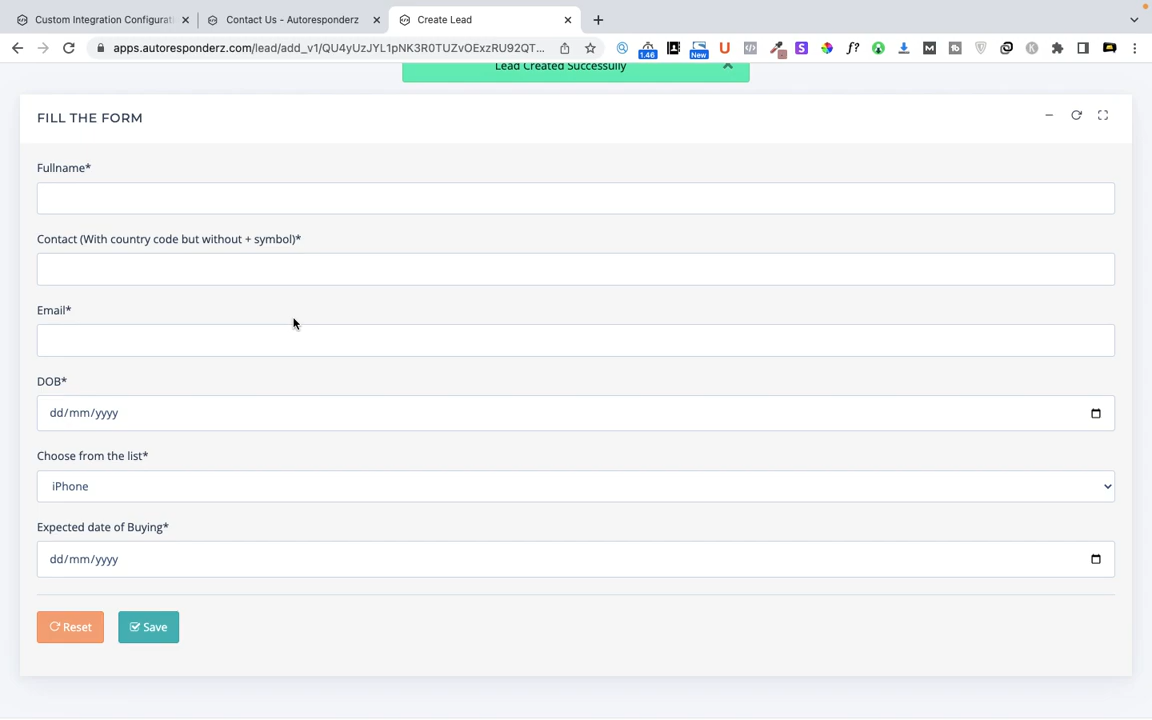 Custom Integration Configurati
Contact Us - Autoresponderz
Create Lead
apps.autoresponderz.com/lead/add_v1/QU4yUzJYL1pNK3R0TUZvOExzRU92QT...
1.46
New
U
S
f?
M
K
Lead Created Successully
FILL THE FORM
Fullname*
Contact (With country code but without + symbol)*
Email*
DOB*
dd/mm/yyyy
Choose from the list*
iPhone
Expected date of Buying*
dd/mm/yyyy
Reset
Save